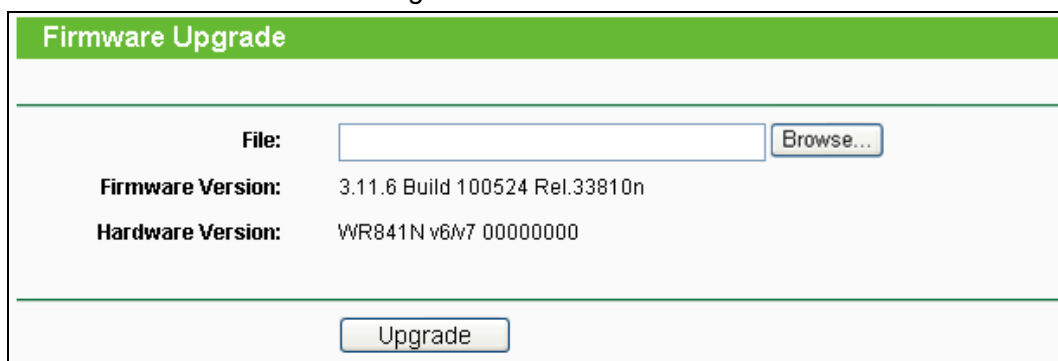 Firmware Upgrade
File: Browse...
Firmware Version: 3.11.6 Build 100524 Rel.33810n
Hardware Version: WR841N v6/v7 00000000
Upgrade